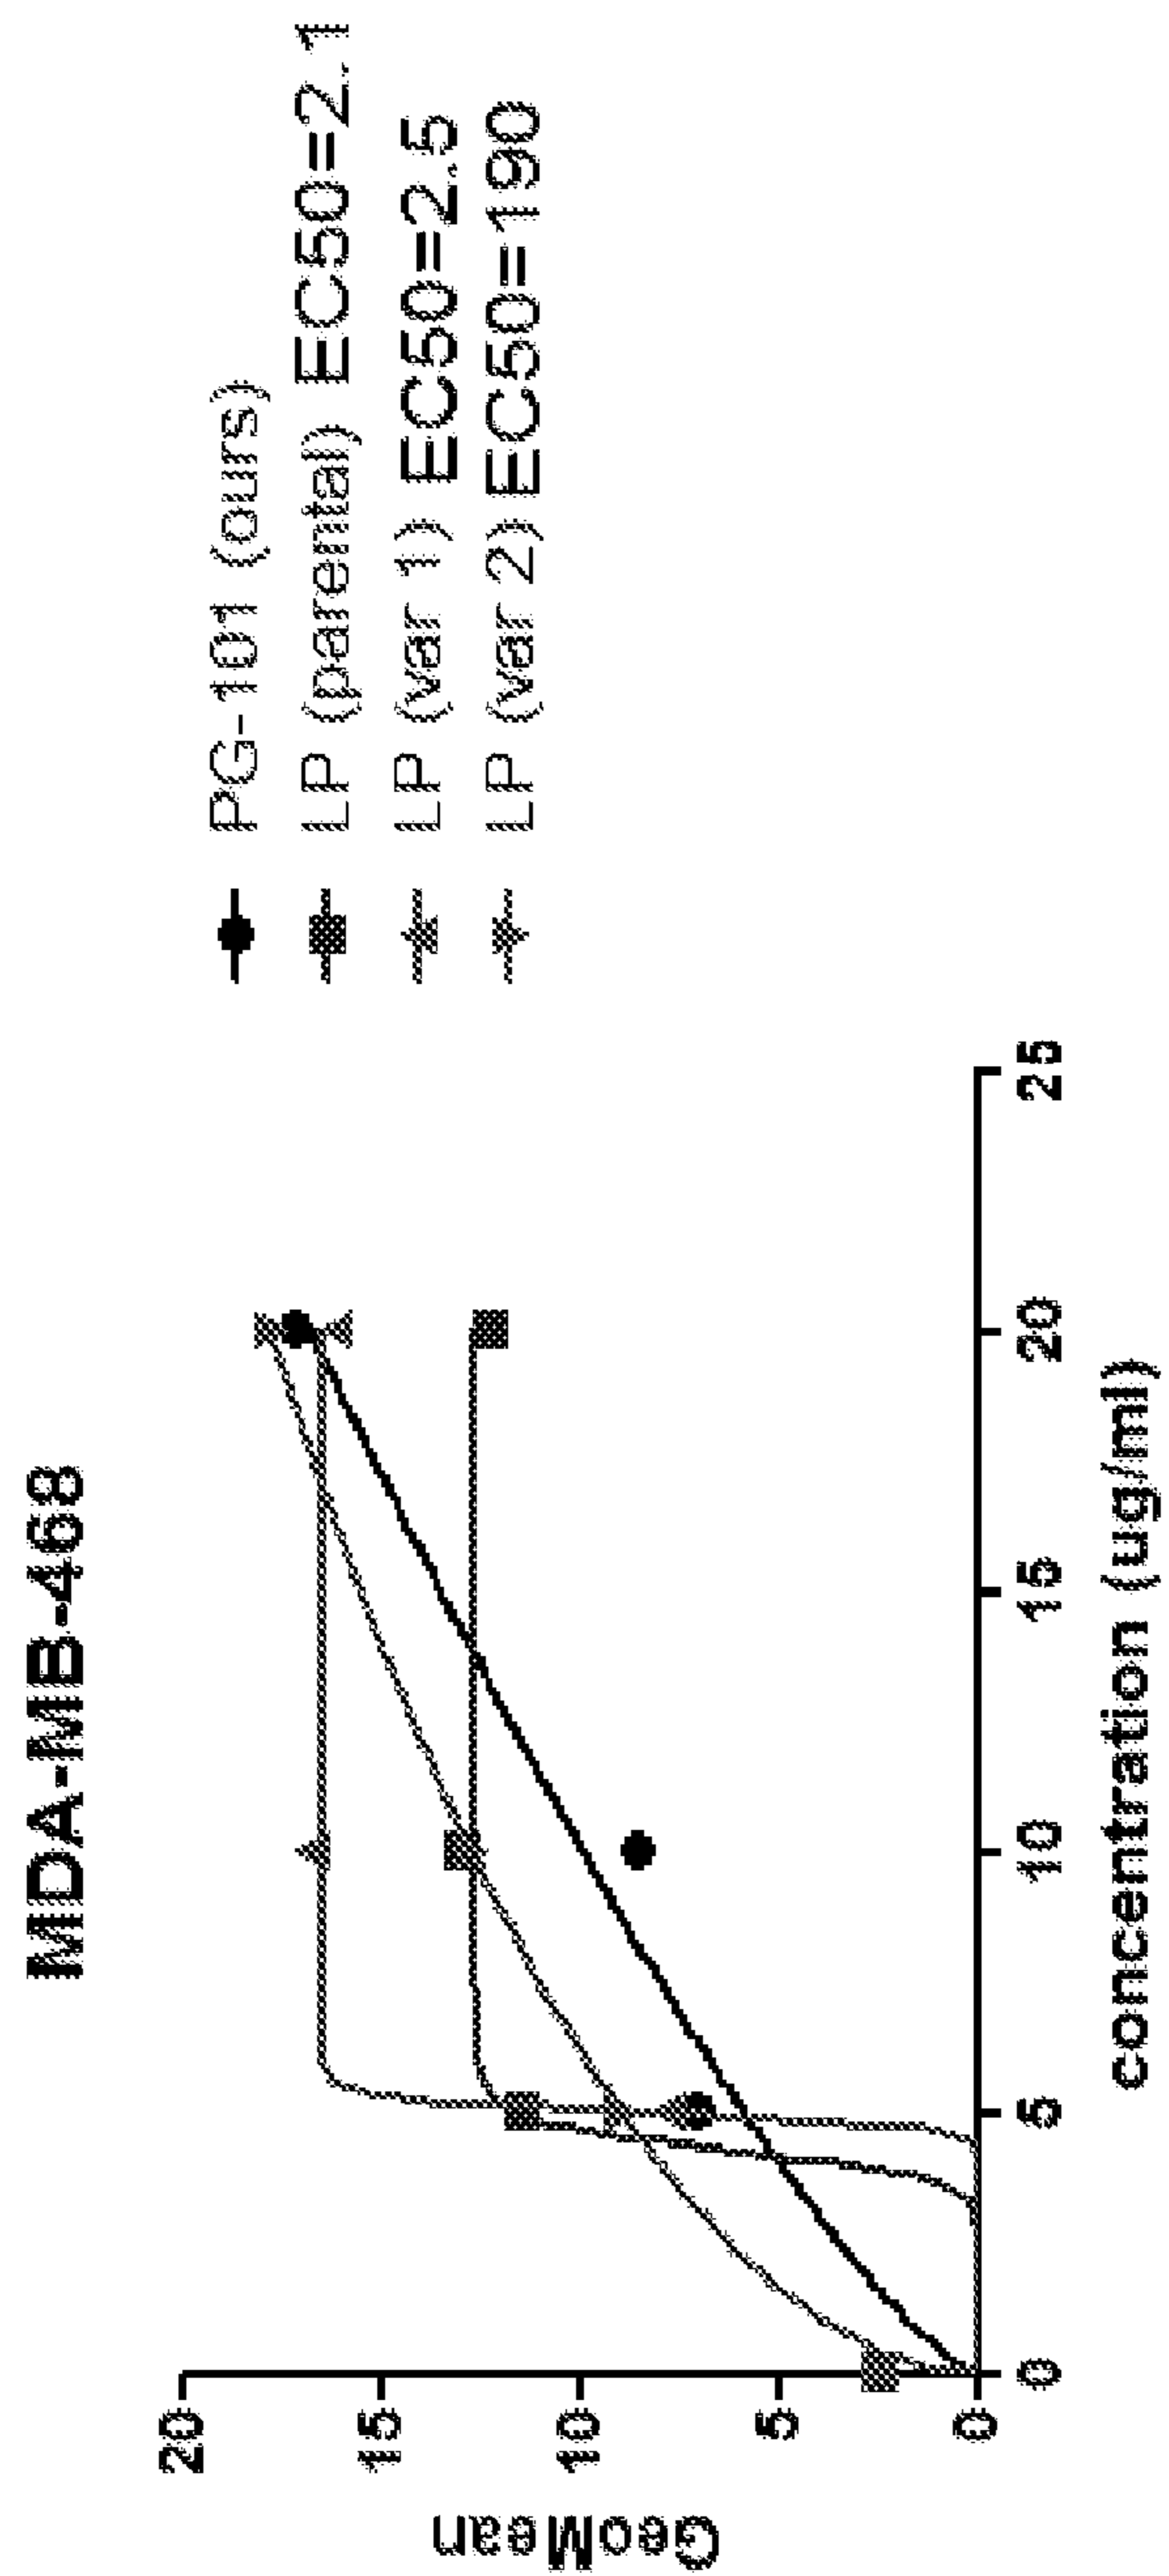 MDA-MB-468
PG-101 (ours)
LP (parental) EC50=2.1
LP (var 1) EC50=2.5
LP (var 2) EC50=190
GeoMean
20
15
10
5
0
0
5
10
15
20
25
concentration (ug/ml)